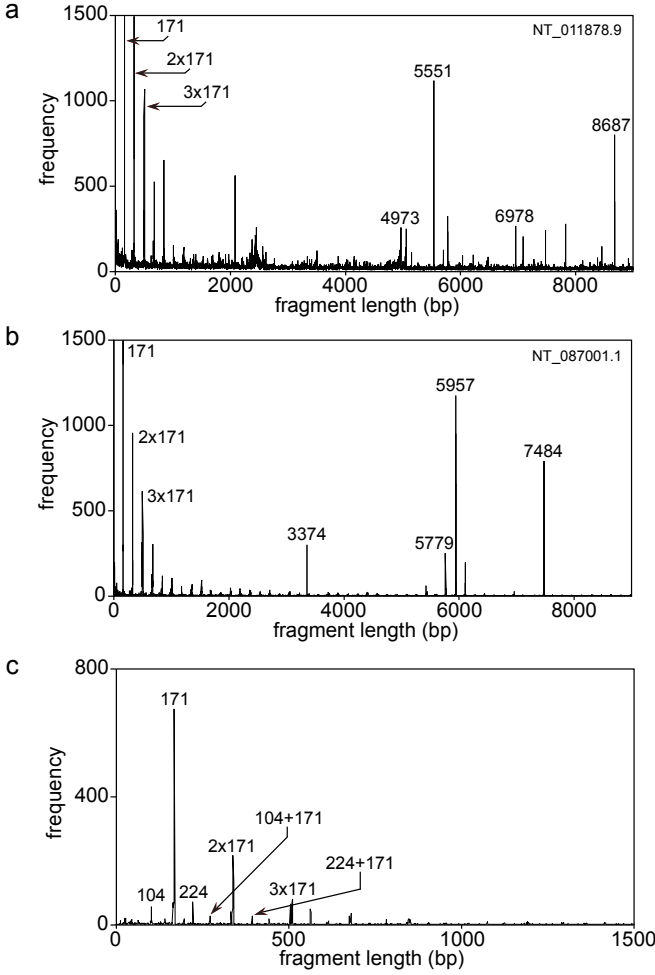 a
1500
NT_011878.9
171
2x171
3x171
1000
5551
8687
frequency
500
4973
6978
0
0
2000
4000
6000
8000
fragment length (bp)
b
1500
171
NT_087001.1
5957
1000
2x171
7484
frequency
3x171
500
3374
5779
0
0
2000
4000
6000
8000
fragment length (bp)
c
800
171
frequency
400
104+171
2x171
224+171
104
224
3x171
0
0
500
1000
1500
fragment length (bp)